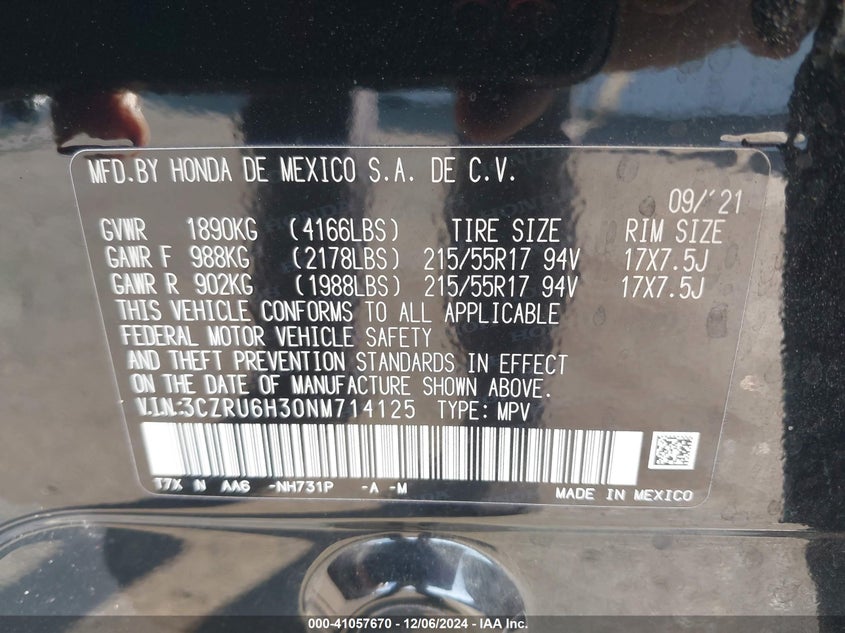 MFD.BY HONDA DE MEXICO S.A. DE C.V.
09/'21
GVWR 1890KG (4166LBS) TIRE SIZE RIM SIZE
GAWR F 988KG (2178LBS) 215/55R17 94V 17X7.5J
GAWR R 902KG (1988LBS) 215/55R17 94V 17X7.5J
THIS VEHICLE CONFORMS TO ALL APPLICABLE
FEDERAL MOTOR VEHICLE SAFETY
AND THEFT PREVENTION STANDARDS IN EFFECT
ON THE DATE OF MANUFACTURE SHOWN ABOVE.
V.I.N:3CZRU6H30NM714125 TYPE: MPV
T7X N AA6 -NH731P -A -M
MADE IN MEXICO
000-41057670 - 12/06/2024 - IAA Inc.